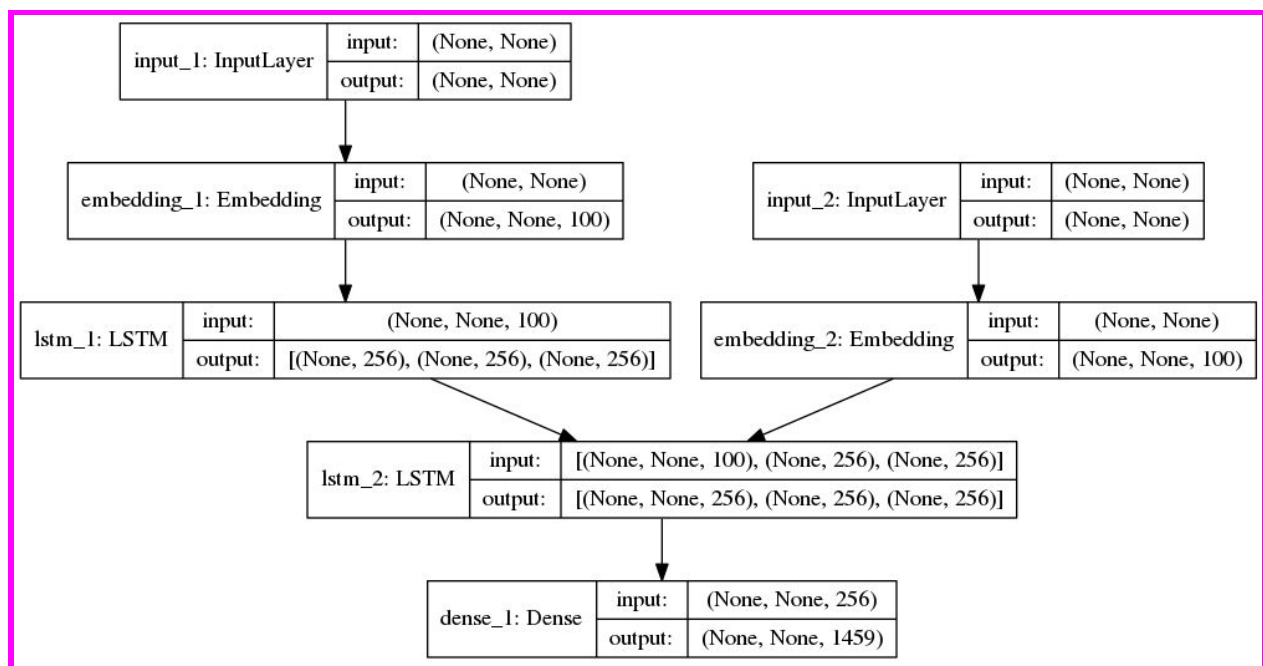 input_1: InputLayer
input: (None, None)
output: (None, None)
embedding_1: Embedding
input: (None, None)
output: (None, None, 100)
input_2: InputLayer
input: (None, None)
output: (None, None)
lstm_1: LSTM
input: (None, None, 100)
output: [(None, 256), (None, 256), (None, 256)]
embedding_2: Embedding
input: (None, None)
output: (None, None, 100)
lstm_2: LSTM
input: [(None, None, 100), (None, 256), (None, 256)]
output: [(None, None, 256), (None, 256), (None, 256)]
dense_1: Dense
input: (None, None, 256)
output: (None, None, 1459)